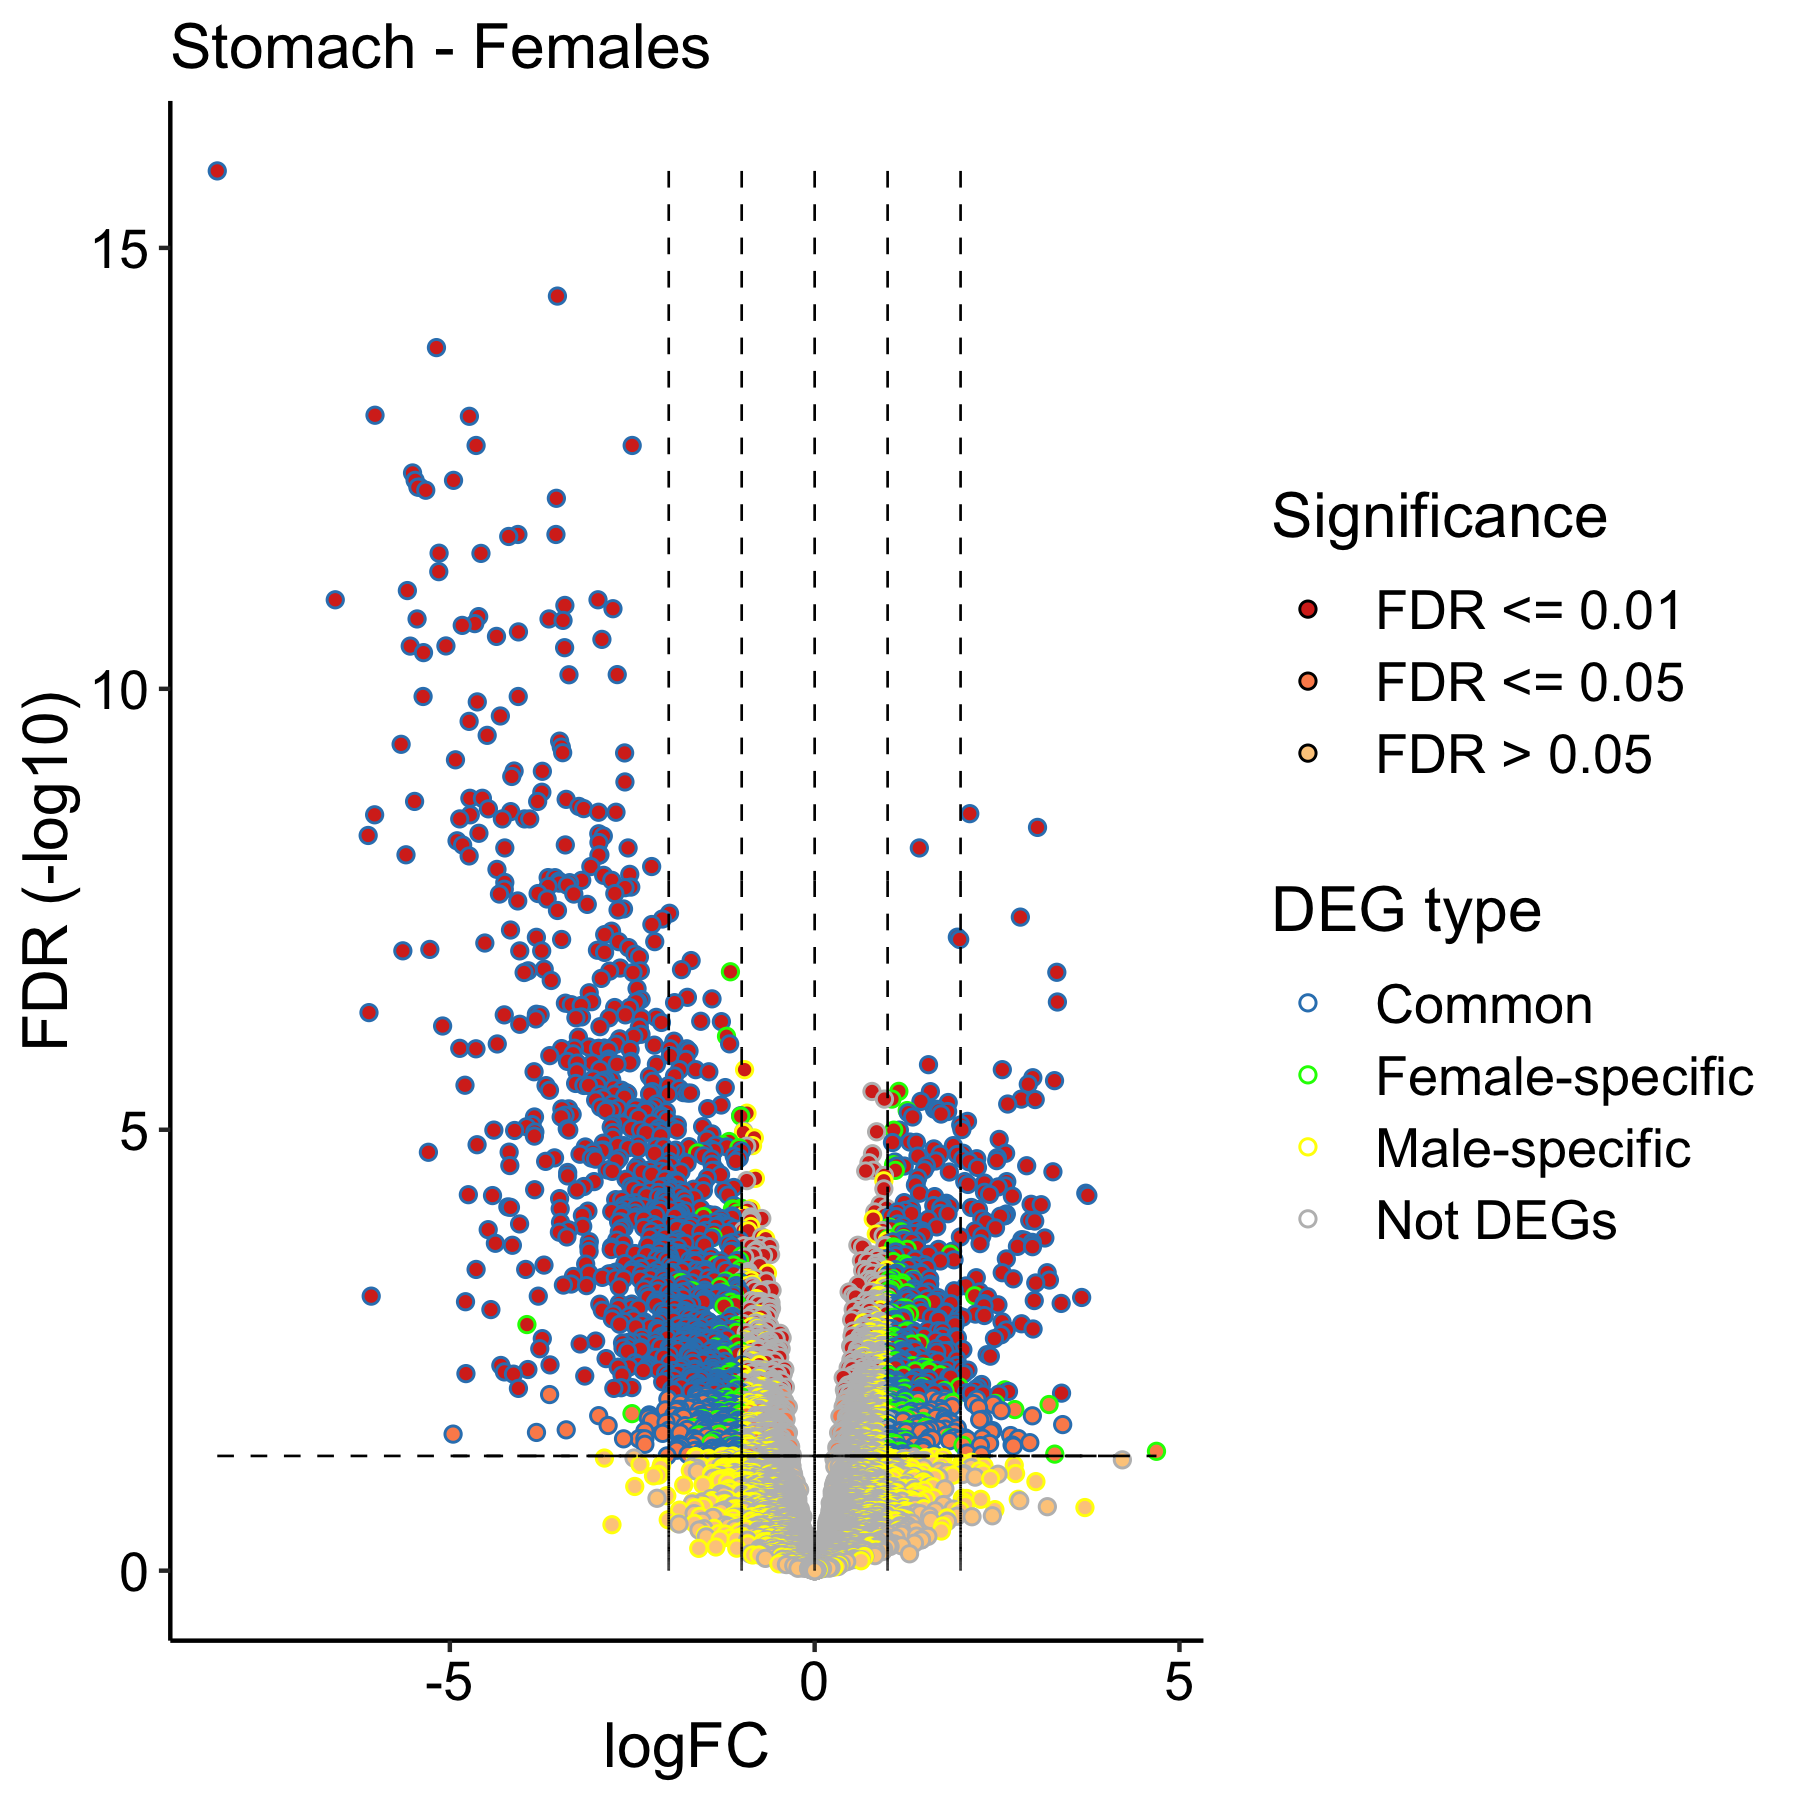 Stomach - Females
15
10
5
0
FDR (-log10)
-5
0
5
logFC
Significance
FDR <= 0.01
FDR <= 0.05
FDR > 0.05
DEG type
Common
Female-specific
Male-specific
Not DEGs